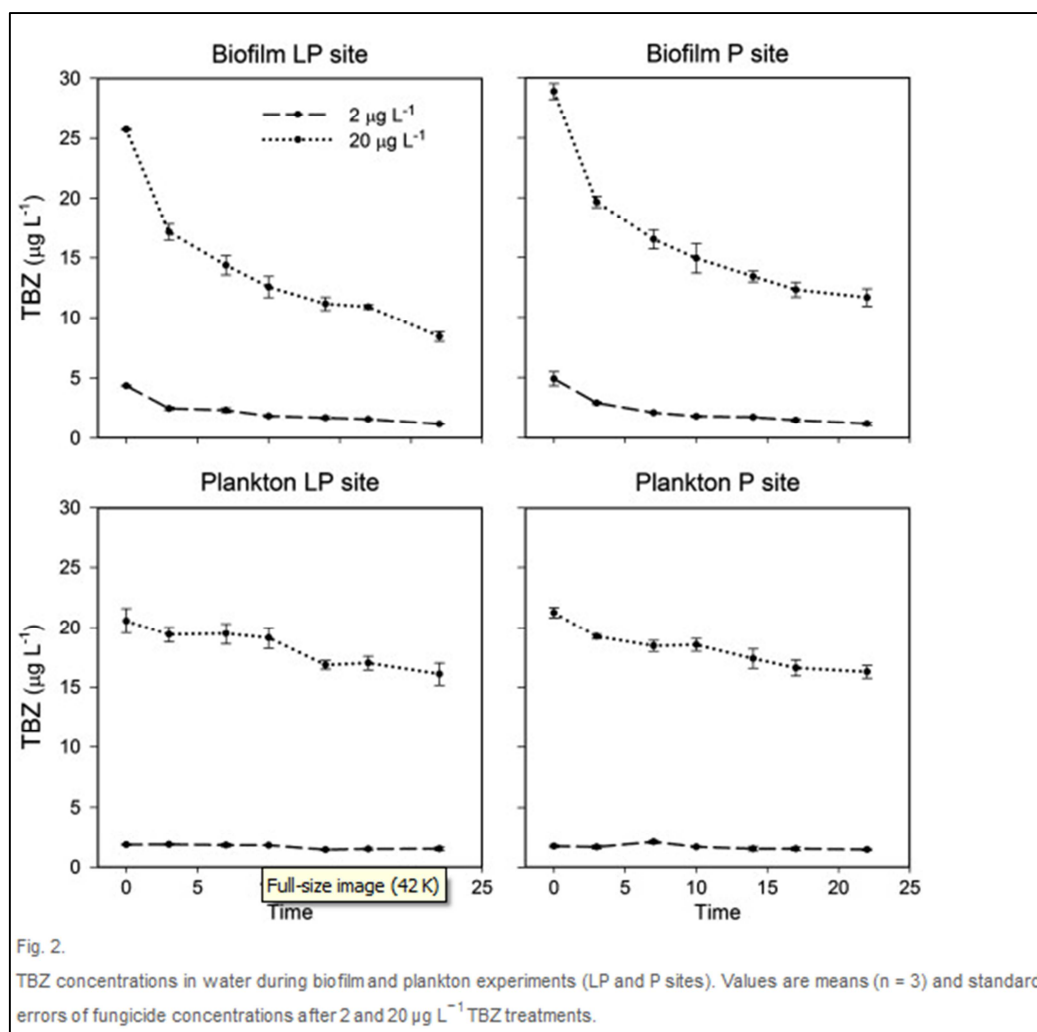 Biofilm LP site
Biofilm P site
30
25
20
15
10
5
0
TBZ (µg L⁻¹)
2 µg L⁻¹
20 µg L⁻¹
Plankton LP site
Plankton P site
30
25
20
15
10
5
0
TBZ (µg L⁻¹)
0 5 25
0 5 10 15 20 25
Full-size image (42 K)
Time
Time
Fig. 2.
TBZ concentrations in water during biofilm and plankton experiments (LP and P sites). Values are means (n = 3) and standard
errors of fungicide concentrations after 2 and 20 µg L⁻¹ TBZ treatments.